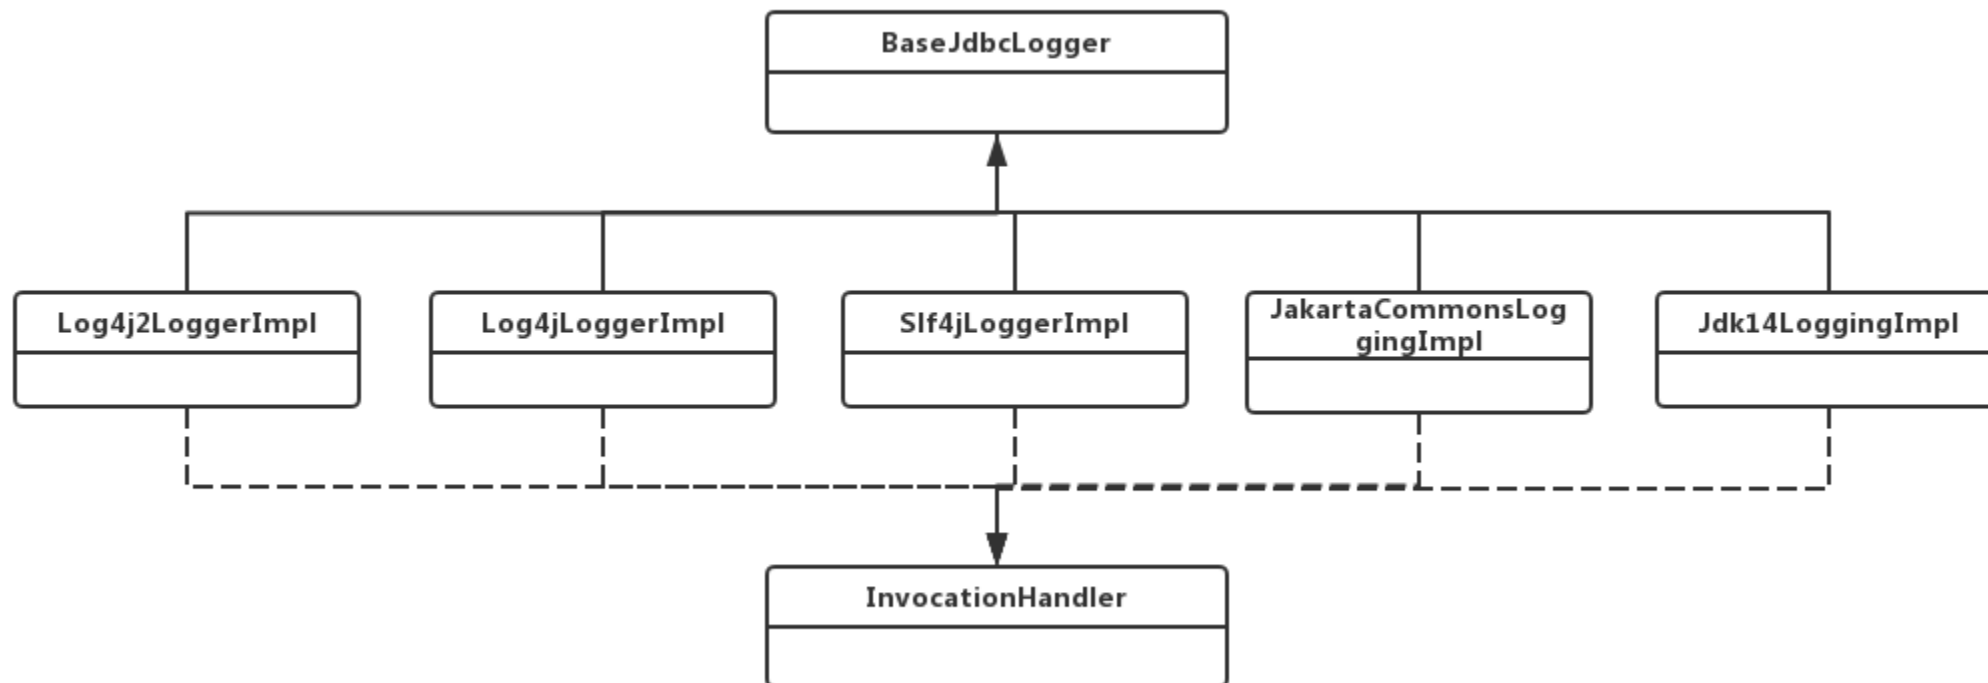 BaseJdbcLogger
Log4j2LoggerImpl
Log4jLoggerImpl
Slf4jLoggerImpl
JakartaCommonsLog
gingImpl
Jdk14LoggingImpl
InvocationHandler